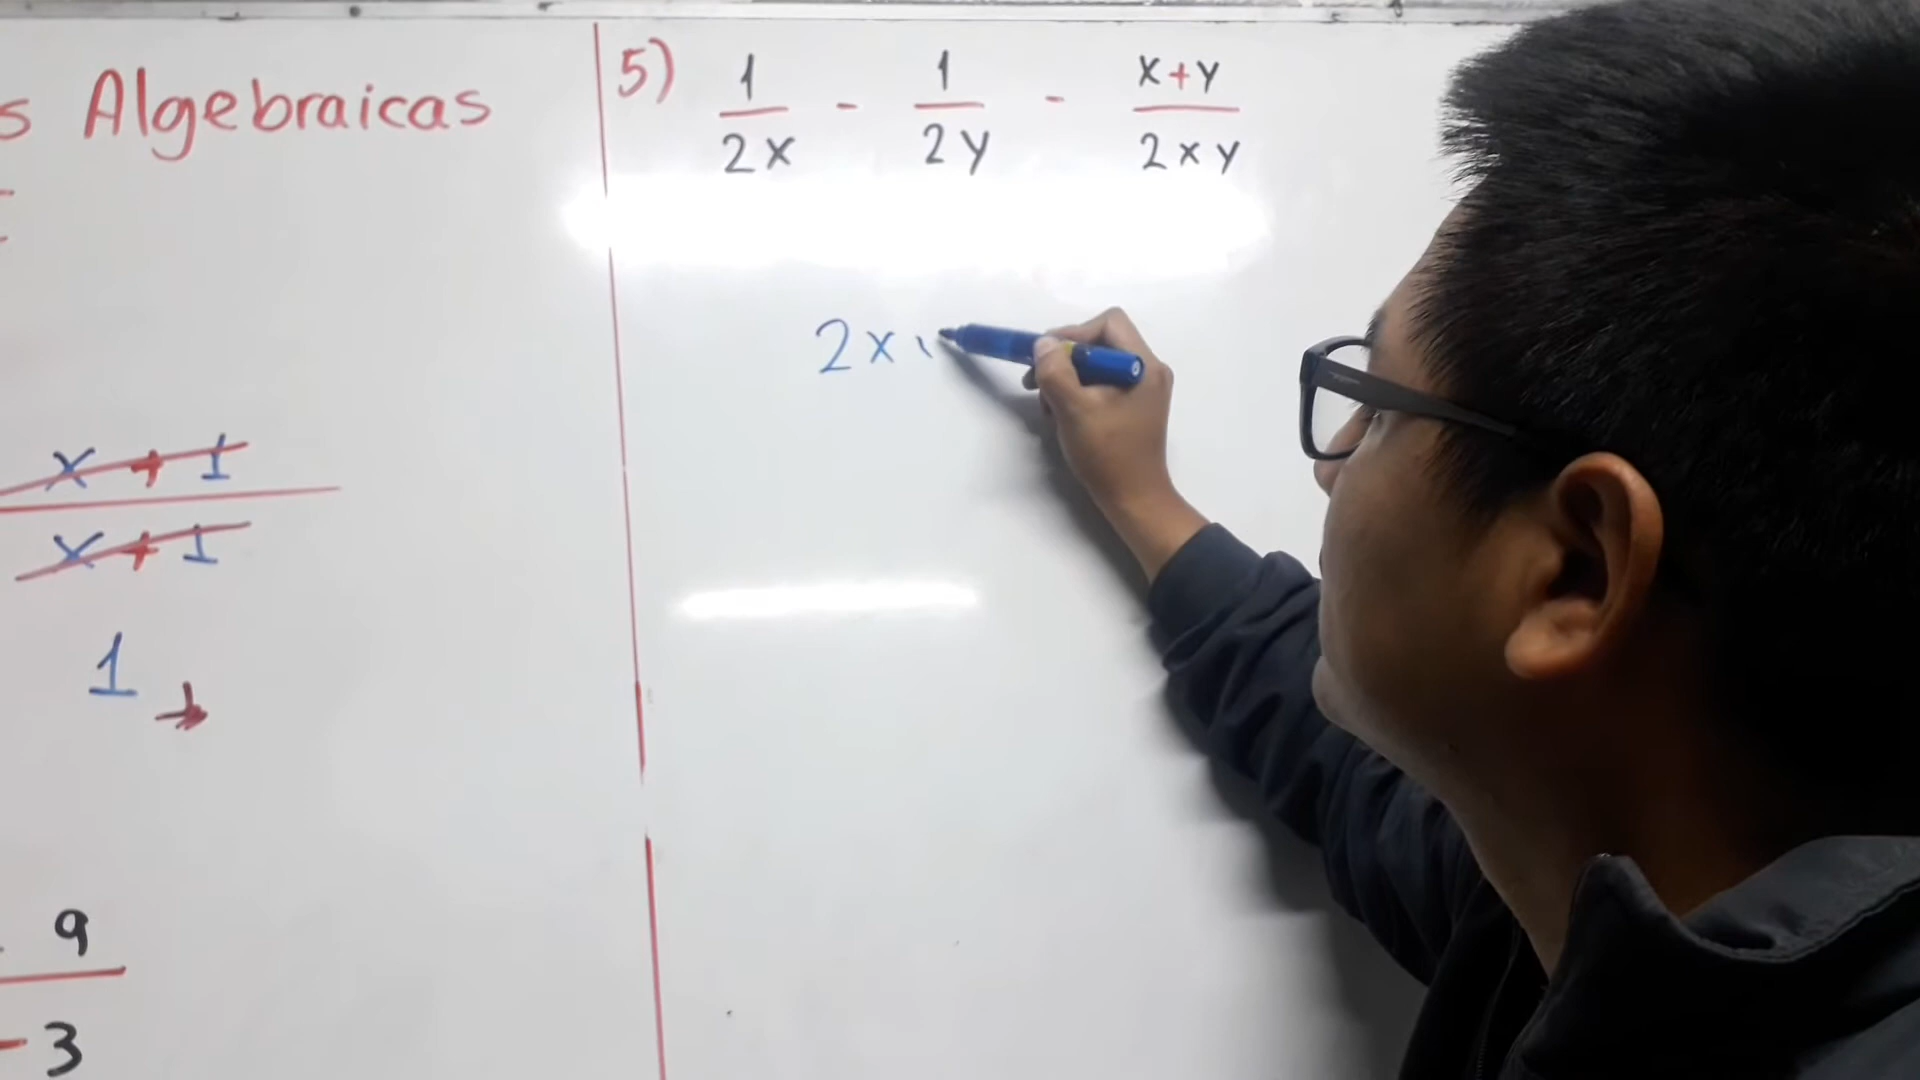 s Algebraicas
x + 1
x + 1
1
9
- 3
5) 1/2x - 1/2y - x+y/2xy
2x